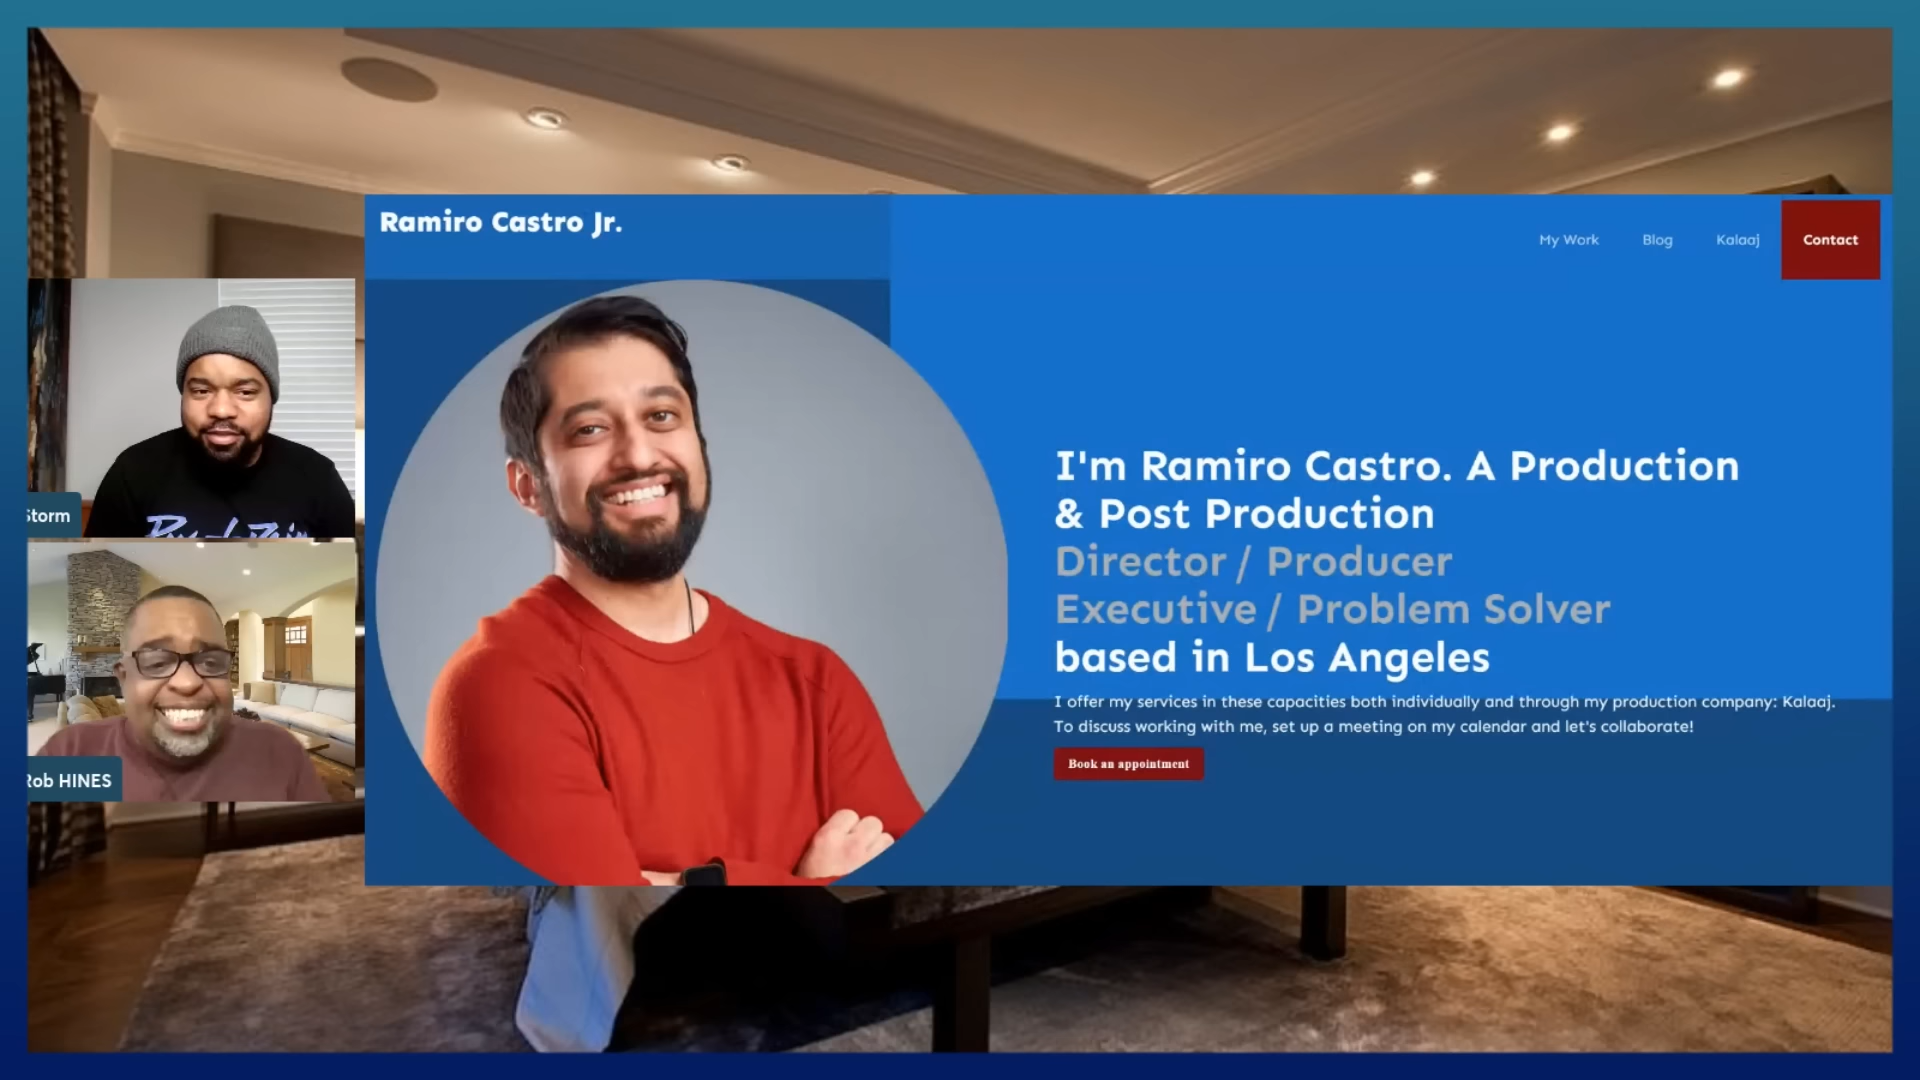 Ramiro Castro Jr.
My Work
Blog
Kalaaj
Contact
Storm
Rob HINES
I'm Ramiro Castro. A Production
& Post Production
Director / Producer
Executive / Problem Solver
based in Los Angeles
I offer my services in these capacities both individually and through my production company: Kalaaj.
To discuss working with me, set up a meeting on my calendar and let's collaborate!
Book an appointment